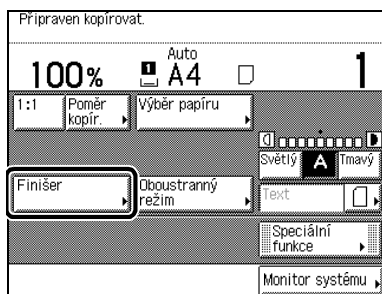 Připraven kopírovat.
Auto
100% 1 A4 1
1:1 Poměr kopír. Výběr papíru
Světlý A Tmavý
Finišer Oboustranný režim Text
Speciální funkce
Monitor systému